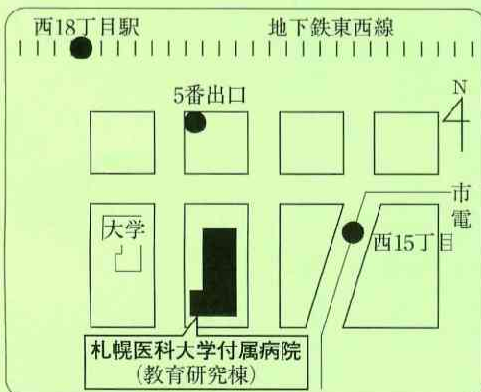 西18丁目駅
地下鉄東西線
5番出口
N
市電
大学
西15丁目
札幌医科大学付属病院
(教育研究棟)